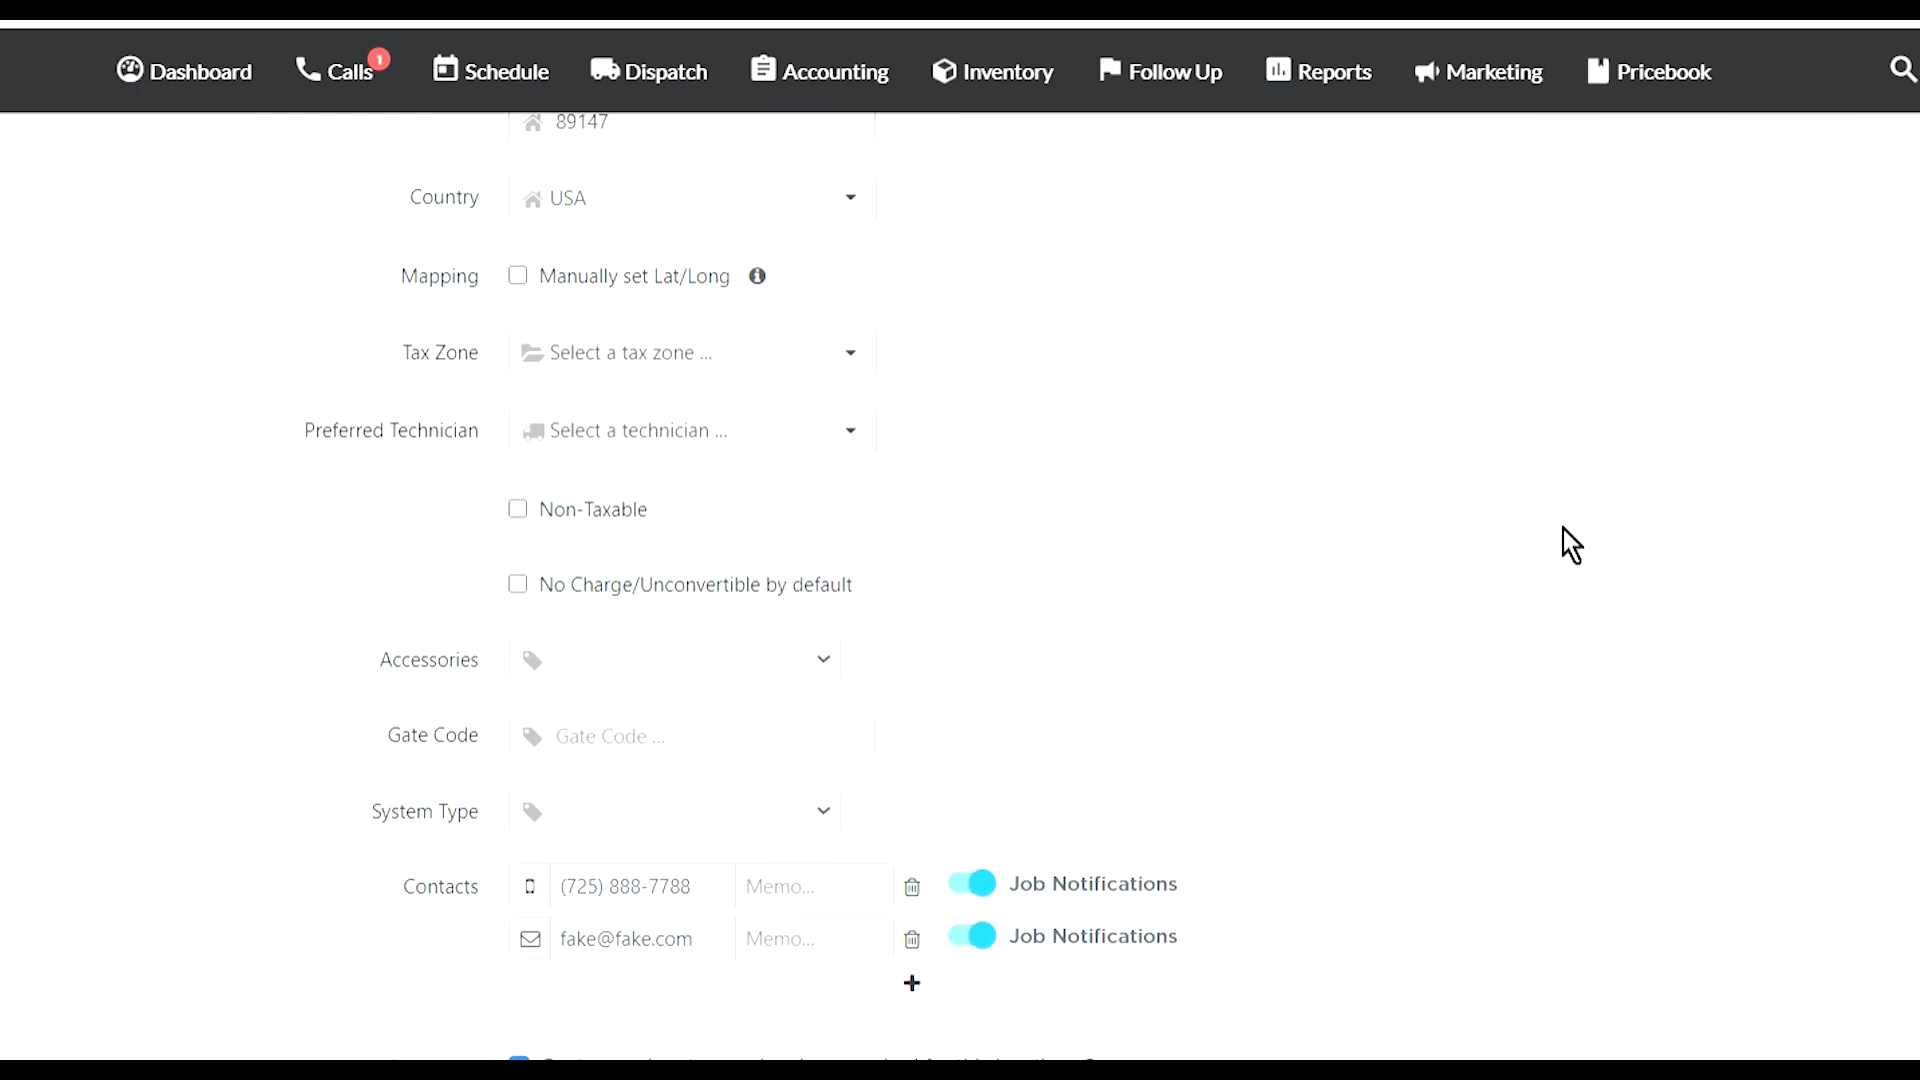 Dashboard Calls 1 Schedule Dispatch Accounting Inventory Follow Up Reports Marketing Pricebook
89147
Country USA
Mapping Manually set Lat/Long
Tax Zone Select a tax zone ...
Preferred Technician Select a technician ...
Non-Taxable
No Charge/Unconvertible by default
Accessories
Gate Code Gate Code ...
System Type
Contacts (725) 888-7788 Memo... Job Notifications
fake@fake.com Memo... Job Notifications